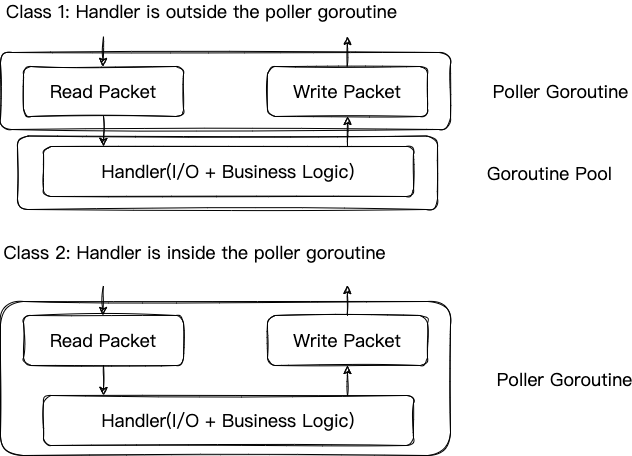 Class 1: Handler is outside the poller goroutine
Read Packet
Write Packet
Poller Goroutine
Handler(I/O + Business Logic)
Goroutine Pool
Class 2: Handler is inside the poller goroutine
Read Packet
Write Packet
Poller Goroutine
Handler(I/O + Business Logic)